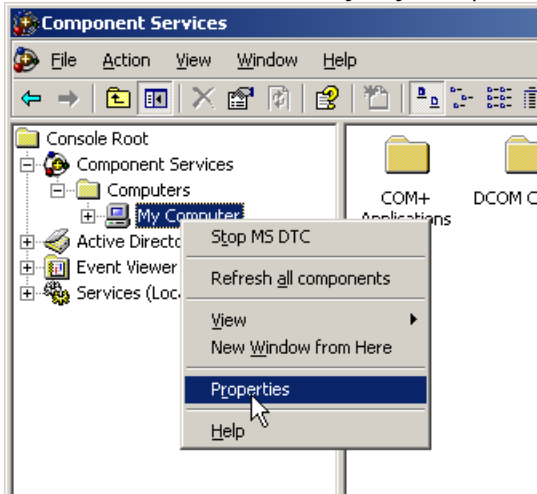 Component Services
File Action View Window Help
Console Root
Component Services
Computers
My Computer
Active Directo
Event Viewer
Services (Loc
COM+
Applications
DCOM C
Stop MS DTC
Refresh all components
View
New Window from Here
Properties
Help